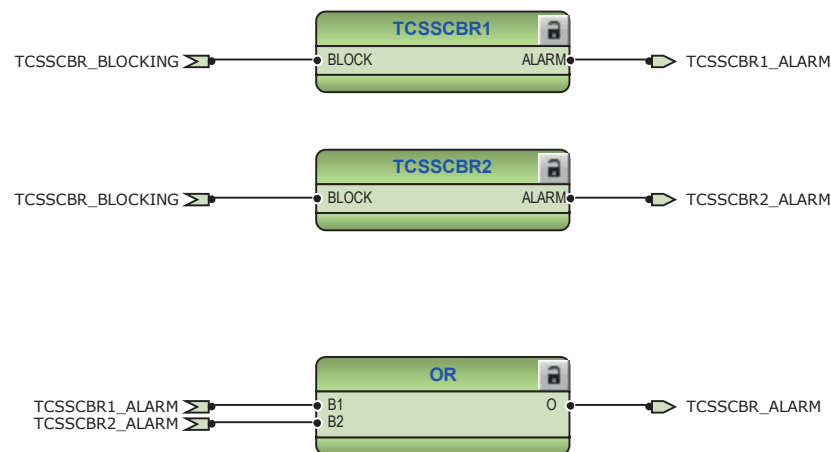 TCSSCBR1
TCSSCBR_BLOCKING BLOCK ALARM TCSSCBR1_ALARM
TCSSCBR2
TCSSCBR_BLOCKING BLOCK ALARM TCSSCBR2_ALARM
OR
TCSSCBR1_ALARM B1 O TCSSCBR_ALARM
TCSSCBR2_ALARM B2